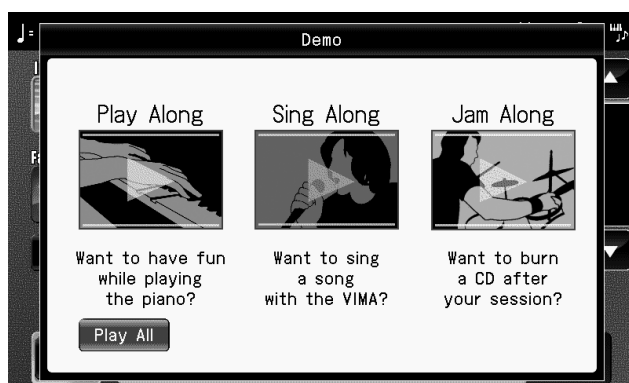 Demo
Play Along
Sing Along
Jam Along
Want to have fun
while playing
the piano?
Want to sing
a song
with the VIMA?
Want to burn
a CD after
your session?
Play All